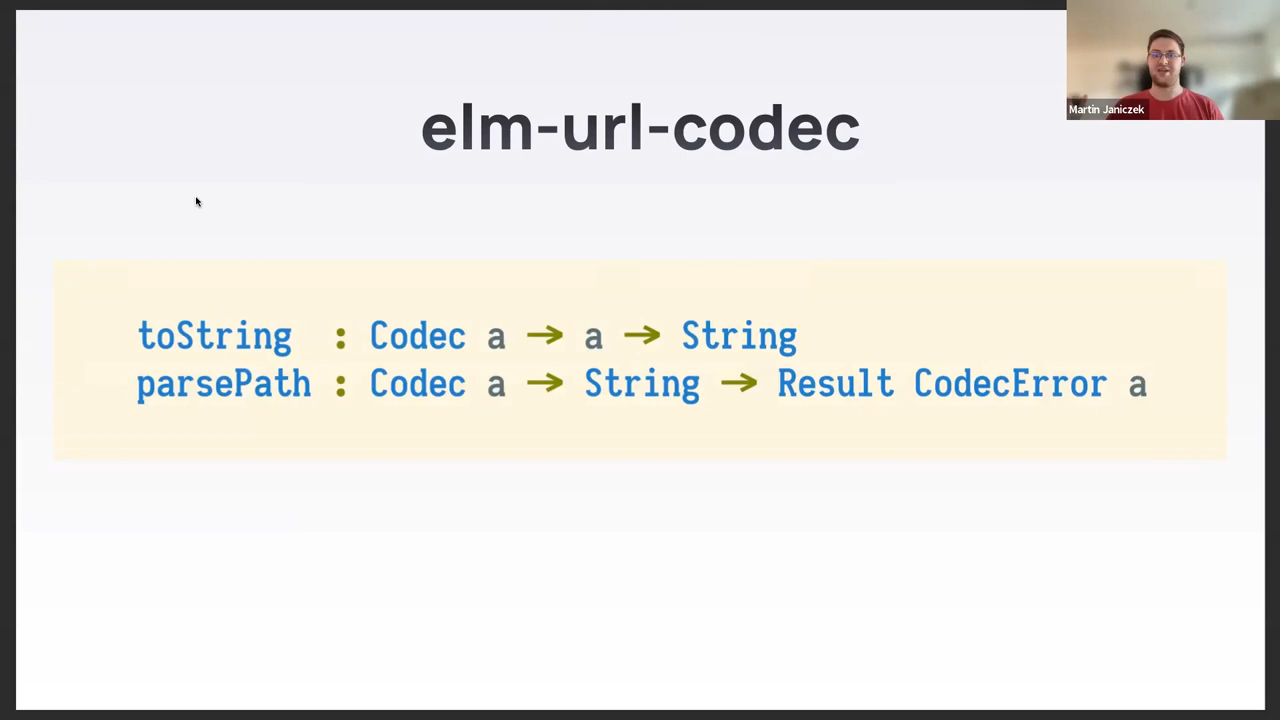 elm-url-codec
Martin Janiczek
toString : Codec a → a → String
parsePath : Codec a → String → Result CodecError a